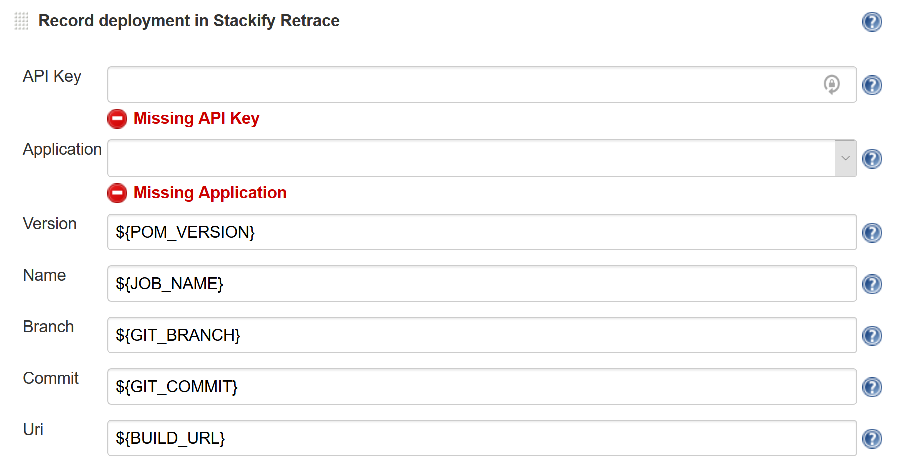 Record deployment in Stackify Retrace
API Key
Missing API Key
Application
Missing Application
Version
${POM_VERSION}
Name
${JOB_NAME}
Branch
${GIT_BRANCH}
Commit
${GIT_COMMIT}
Uri
${BUILD_URL}